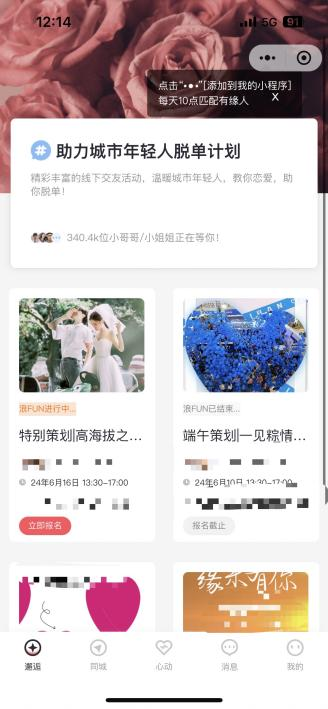 12:14
5G
91
点击"•●•"[添加到我的小程序]
每天10点匹配有缘人
X
助力城市年轻人脱单计划
精彩丰富的线下交友活动，温暖城市年轻人，教你恋爱，助
你脱单！
340.4k位小哥哥/小姐姐正在等你！
浪FUN进行中...
特别策划|高海拔之...
24年6月16日 13:30-17:00
立即报名
浪FUN已结束...
端午策划|一见粽情...
24年6月10日 13:30-17:00
报名截止
缘来有你
邂逅
同城
心动
消息
我的